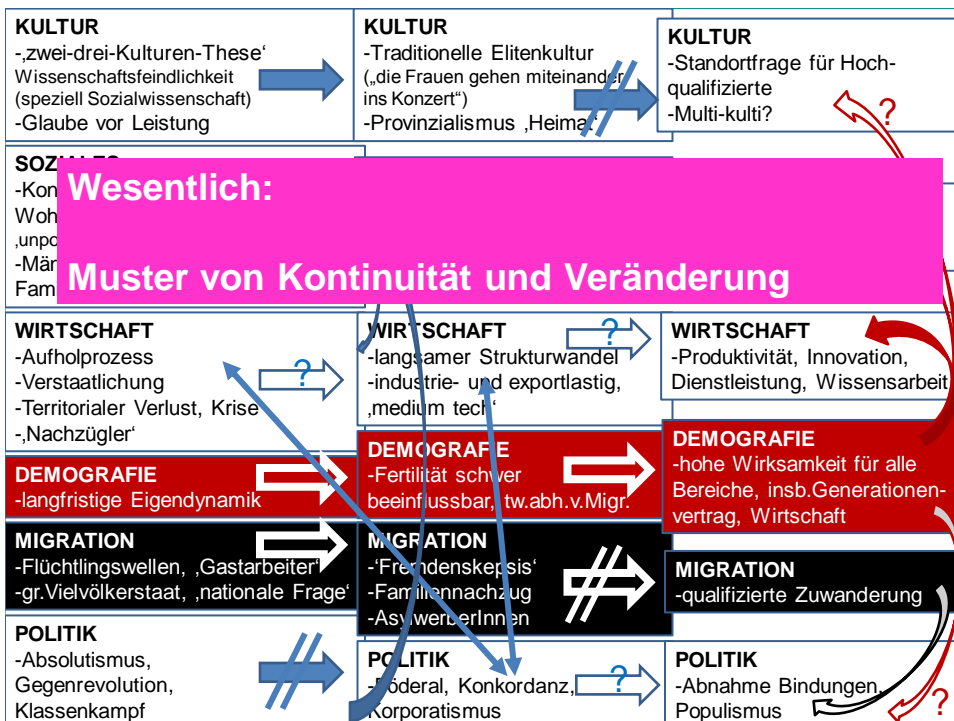 KULTUR
-‚zwei-drei-Kulturen-These‘
Wissenschaftsfeindlichkeit
(speziell Sozialwissenschaft)
-Glaube vor Leistung
KULTUR
-Traditionelle Elitenkultur
(„die Frauen gehen miteinander
ins Konzert“)
-Provinzialismus ‚Heimat‘
KULTUR
-Standortfrage für Hoch-
qualifizierte
-Multi-kulti?
?
Wesentlich:
Muster von Kontinuität und Veränderung
WIRTSCHAFT
-Aufholprozess
-Verstaatlichung
-Territorialer Verlust, Krise
-‚Nachzügler‘
?
WIRTSCHAFT
-langsamer Strukturwandel
-industrie- und exportlastig,
‚medium tech‘
?
WIRTSCHAFT
-Produktivität, Innovation,
Dienstleistung, Wissensarbeit
DEMOGRAFIE
-langfristige Eigendynamik
DEMOGRAFIE
-Fertilität schwer
beeinflussbar, tw.abh.v.Migr.
DEMOGRAFIE
-hohe Wirksamkeit für alle
Bereiche, insb.Generationen-
vertrag, Wirtschaft
MIGRATION
-Flüchtlingswellen, ‚Gastarbeiter‘
-gr.Vielvölkerstaat, ‚nationale Frage‘
MIGRATION
-‘Fremdenskepsis‘
-Familiennachzug
-AsylwerberInnen
MIGRATION
-qualifizierte Zuwanderung
POLITIK
-Absolutismus,
Gegenrevolution,
Klassenkampf
POLITIK
-Föderal, Konkordanz,
Korporatismus
?
POLITIK
-Abnahme Bindungen,
Populismus
?